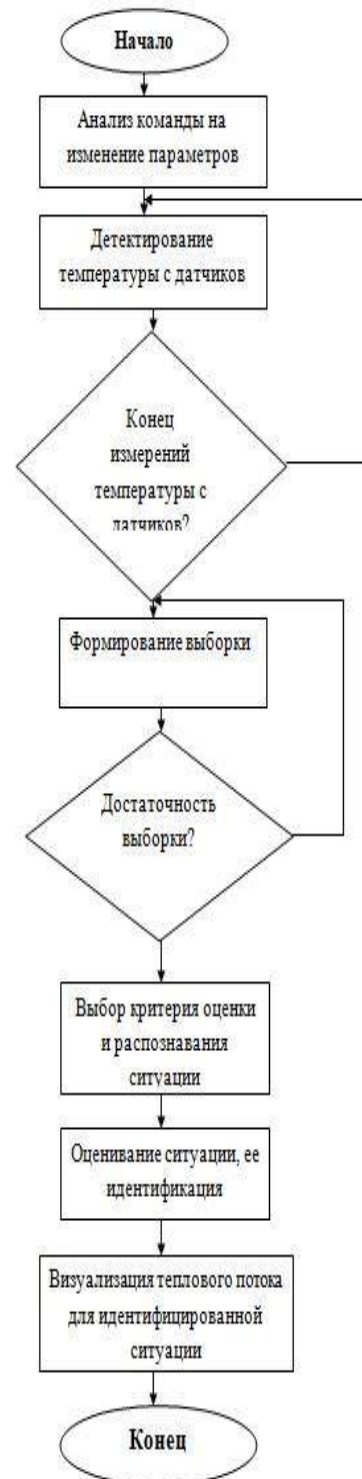 Начало
Анализ команды на
изменение параметров
Детектирование
температуры с датчиков
Конец
измерений
температуры с
датчиков?
Формирование выборки
Достаточность
выборки?
Выбор критерия оценки
и распознавания
ситуации
Оценивание ситуации, ее
идентификация
Визуализация теплового потока
для идентифицированной
ситуации
Конец